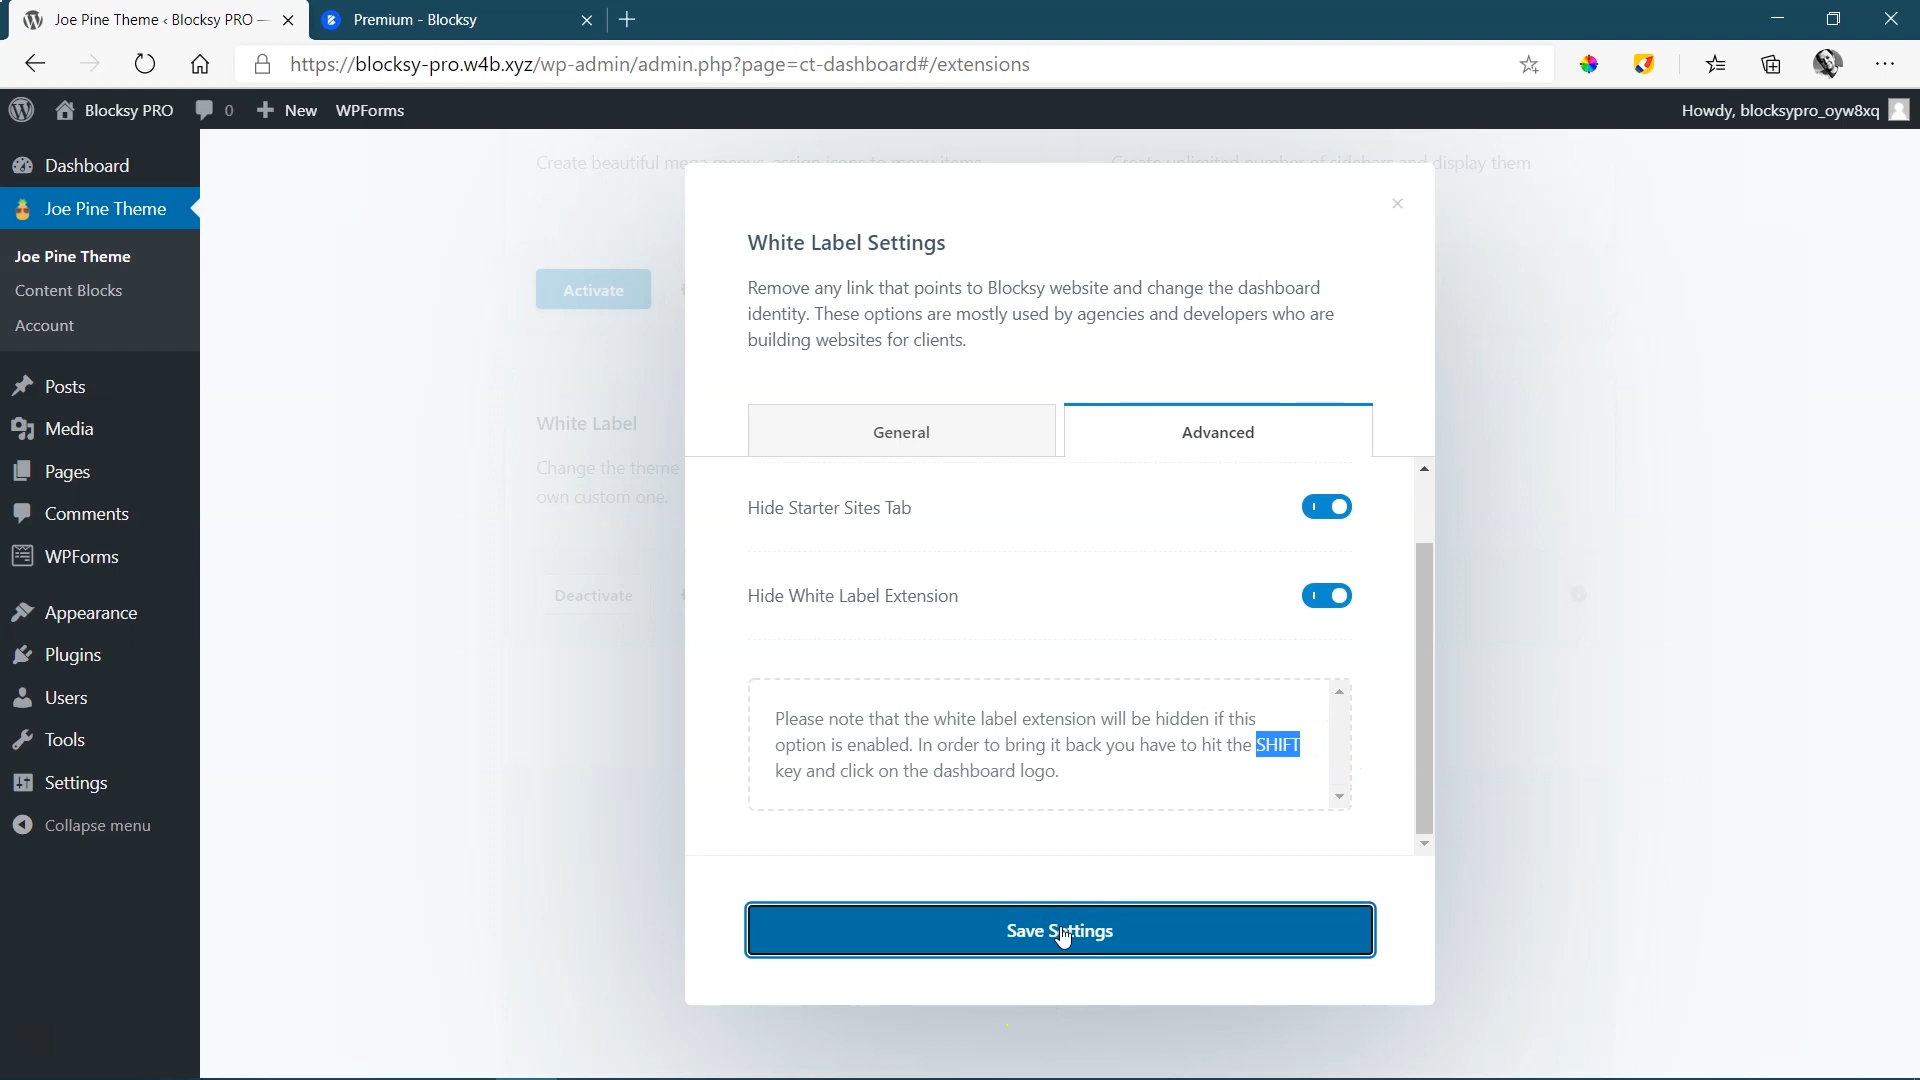 Joe Pine Theme ‹ Blocksy PRO —
Premium - Blocksy
https://blocksy-pro.w4b.xyz/wp-admin/admin.php?page=ct-dashboard#/extensions
Blocksy PRO
0
New
WPForms
Howdy, blocksypro_oyw8xq
Dashboard
Joe Pine Theme
Joe Pine Theme
Content Blocks
Account
Posts
Media
Pages
Comments
WPForms
Appearance
Plugins
Users
Tools
Settings
Collapse menu
Create beautiful mega menus, assign icons to menu items
Create unlimited number of sidebars and display them
Activate
White Label
Change the theme
own custom one.
Deactivate
White Label Settings
Remove any link that points to Blocksy website and change the dashboard
identity. These options are mostly used by agencies and developers who are
building websites for clients.
General
Advanced
Hide Starter Sites Tab
Hide White Label Extension
Please note that the white label extension will be hidden if this
option is enabled. In order to bring it back you have to hit the SHIFT
key and click on the dashboard logo.
Save Settings